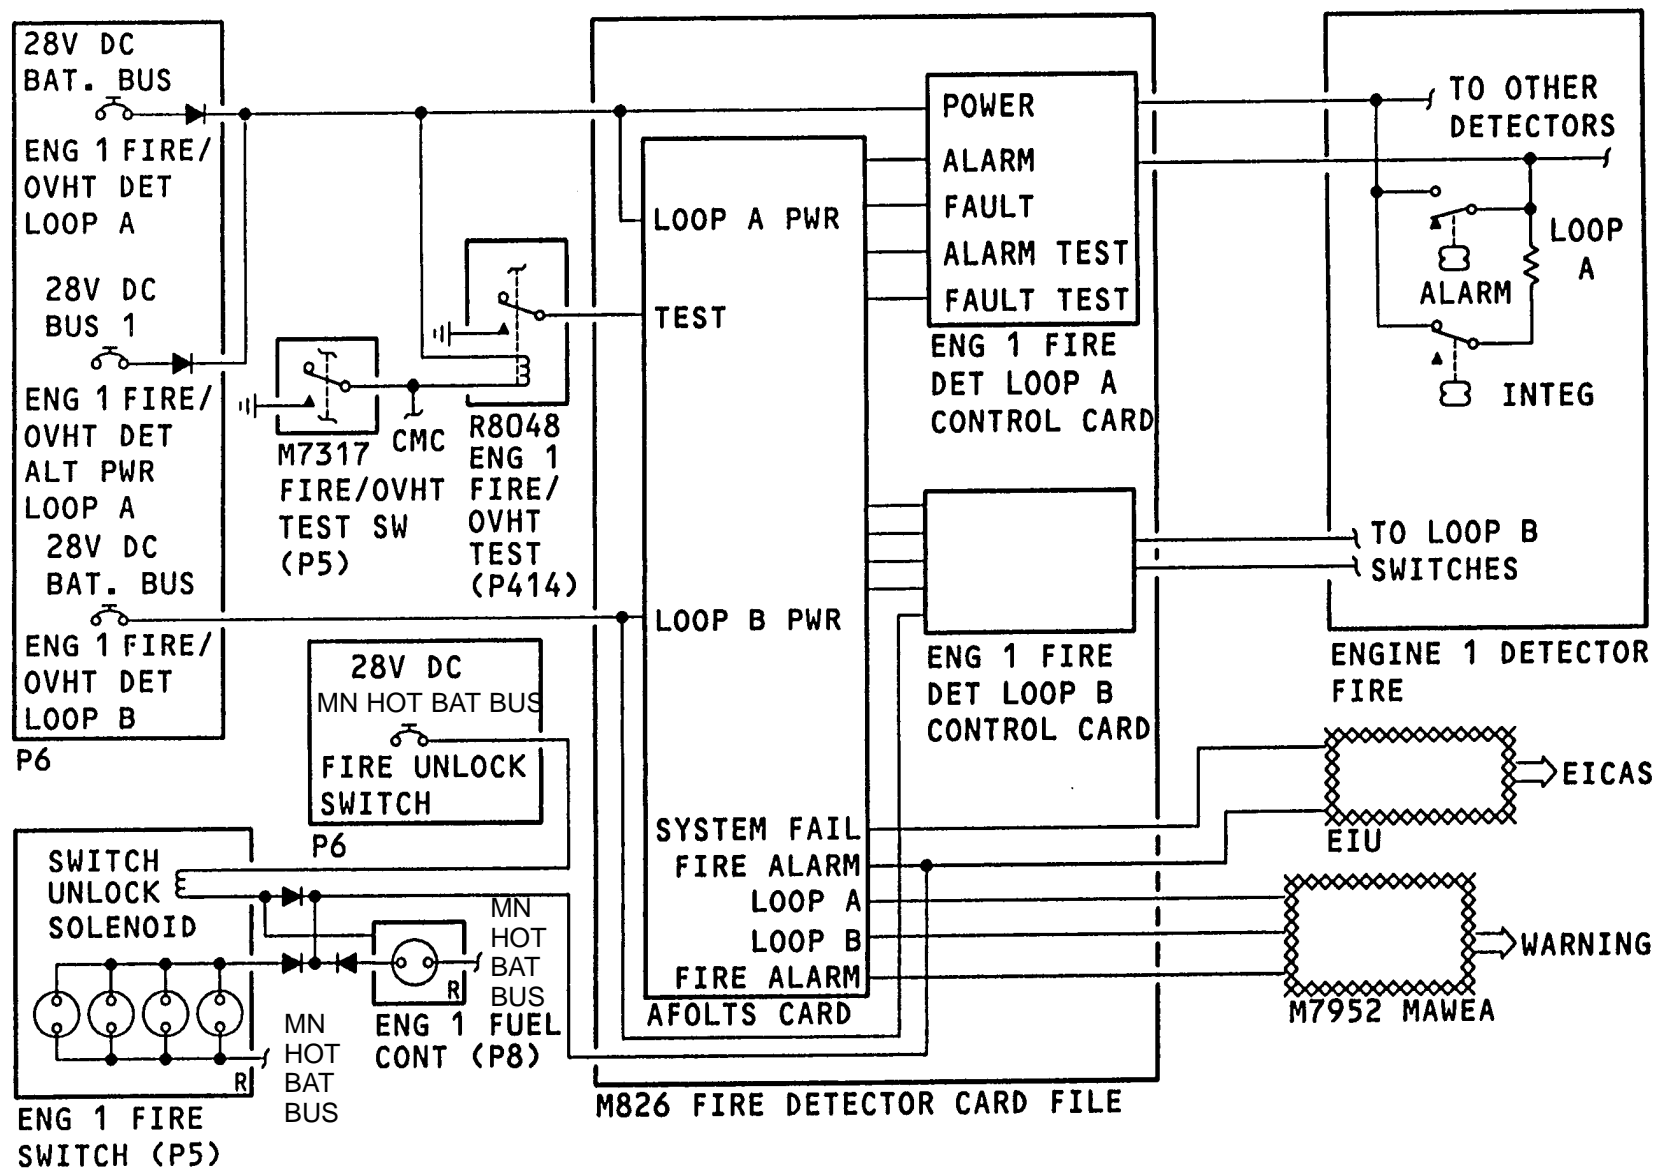 28V DC
BAT. BUS
ENG 1 FIRE/
OVHT DET
LOOP A
28V DC
BUS 1
ENG 1 FIRE/
OVHT DET
ALT PWR
LOOP A
28V DC
BAT. BUS
ENG 1 FIRE/
OVHT DET
LOOP B
P6
M7317
FIRE/OVHT
TEST SW
(P5)
CMC
R8048
ENG 1
FIRE/
OVHT
TEST
(P414)
28V DC
MN HOT BAT BUS
FIRE UNLOCK
SWITCH
P6
SWITCH
UNLOCK
SOLENOID
R
MN
HOT
BAT
BUS
ENG 1 FIRE
SWITCH (P5)
R
MN
HOT
BAT
BUS
ENG 1 FUEL
CONT (P8)
LOOP A PWR
TEST
LOOP B PWR
SYSTEM FAIL
FIRE ALARM
LOOP A
LOOP B
FIRE ALARM
AFOLTS CARD
POWER
ALARM
FAULT
ALARM TEST
FAULT TEST
ENG 1 FIRE
DET LOOP A
CONTROL CARD
ENG 1 FIRE
DET LOOP B
CONTROL CARD
M826 FIRE DETECTOR CARD FILE
TO OTHER
DETECTORS
LOOP
A
ALARM
INTEG
TO LOOP B
SWITCHES
ENGINE 1 DETECTOR
FIRE
EICAS
EIU
WARNING
M7952 MAWEA